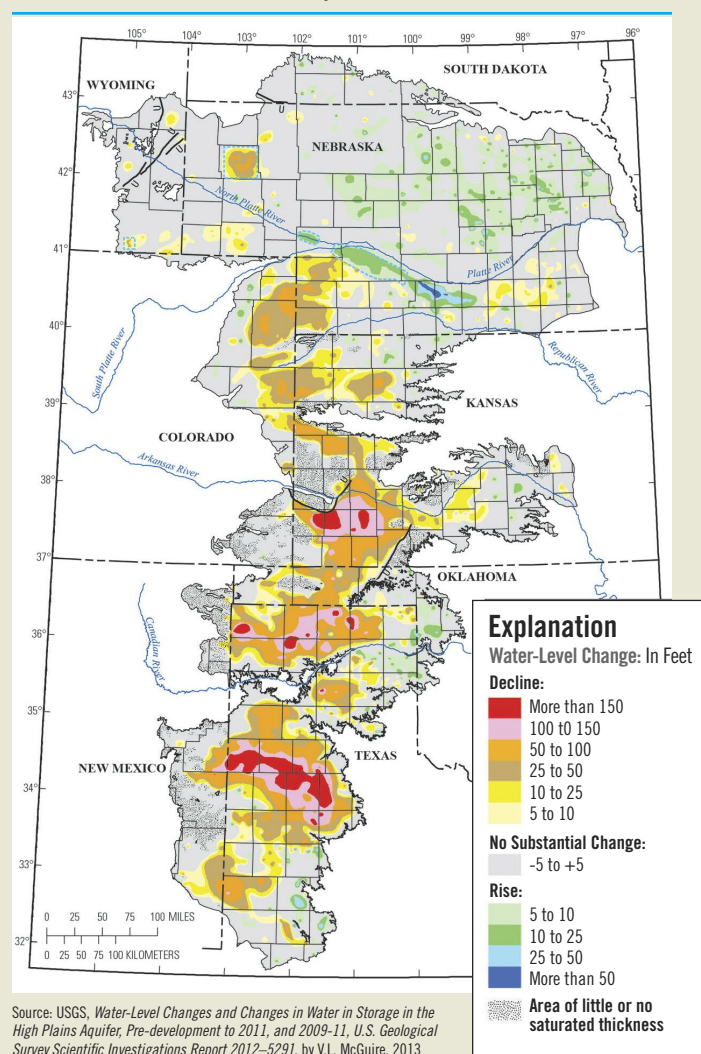 105° 104° 103° 102° 101° 100° 99° 98° 97° 96°
WYOMING
SOUTH DAKOTA
43°
U
U
NEBRASKA
42°
North Platte River
41°
Platte River
40°
South Platte River
Republican River
39°
KANSAS
COLORADO
Arkansas River
38°
U
37°
OKLAHOMA
U
36°
Canadian River
35°
TEXAS
NEW MEXICO
34°
33°
0 25 50 75 100 MILES
0 25 50 75 100 KILOMETERS
32°
Explanation
Water-Level Change: In Feet
Decline:
More than 150
100 t0 150
50 to 100
25 to 50
10 to 25
5 to 10
No Substantial Change:
-5 to +5
Rise:
5 to 10
10 to 25
25 to 50
More than 50
Area of little or no
saturated thickness
Source: USGS, Water-Level Changes and Changes in Water in Storage in the
High Plains Aquifer, Pre-development to 2011, and 2009-11, U.S. Geological
Survey Scientific Investigations Report 2012–5291, by V.L. McGuire, 2013